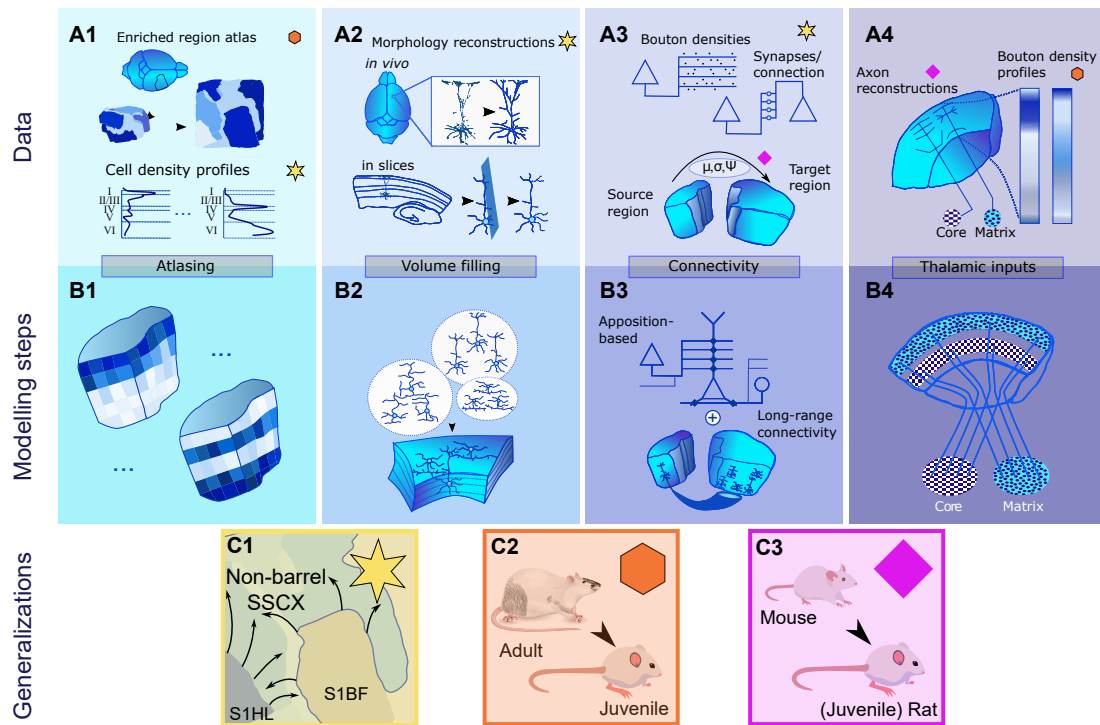 Data
A1
Enriched region atlas
Cell density profiles
I
II/III
IV
V
VI
...
I
II/III
IV
V
VI
A2
Morphology reconstructions
in vivo
in slices
A3
Bouton densities
Synapses/
connection
μ,σ,Ψ
Source
region
Target
region
A4
Axon
reconstructions
Bouton density
profiles
Core
Matrix
Atlasing
Volume filling
Connectivity
Thalamic inputs
Modelling steps
B1
...
...
B2
B3
Apposition-
based
+
Long-range
connectivity
B4
Core
Matrix
Generalizations
C1
Non-barrel
SSCX
S1BF
S1HL
C2
Adult
Juvenile
C3
Mouse
(Juvenile) Rat